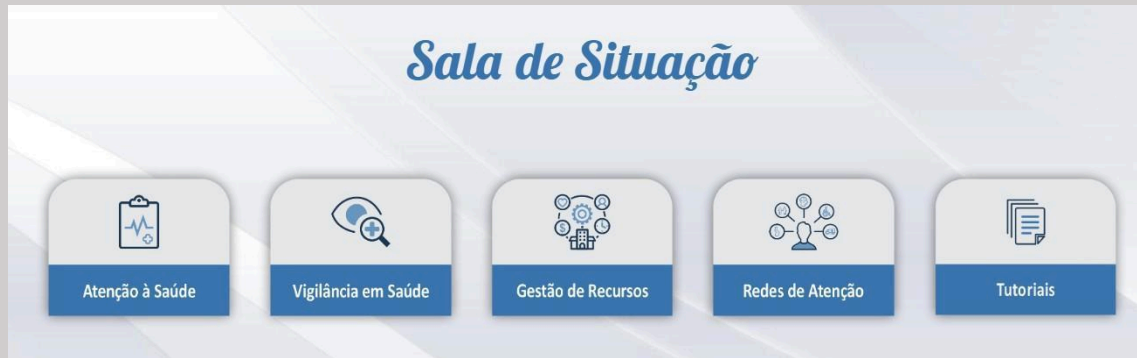 Sala de Situação
Atenção à Saúde
Vigilância em Saúde
Gestão de Recursos
Redes de Atenção
Tutoriais